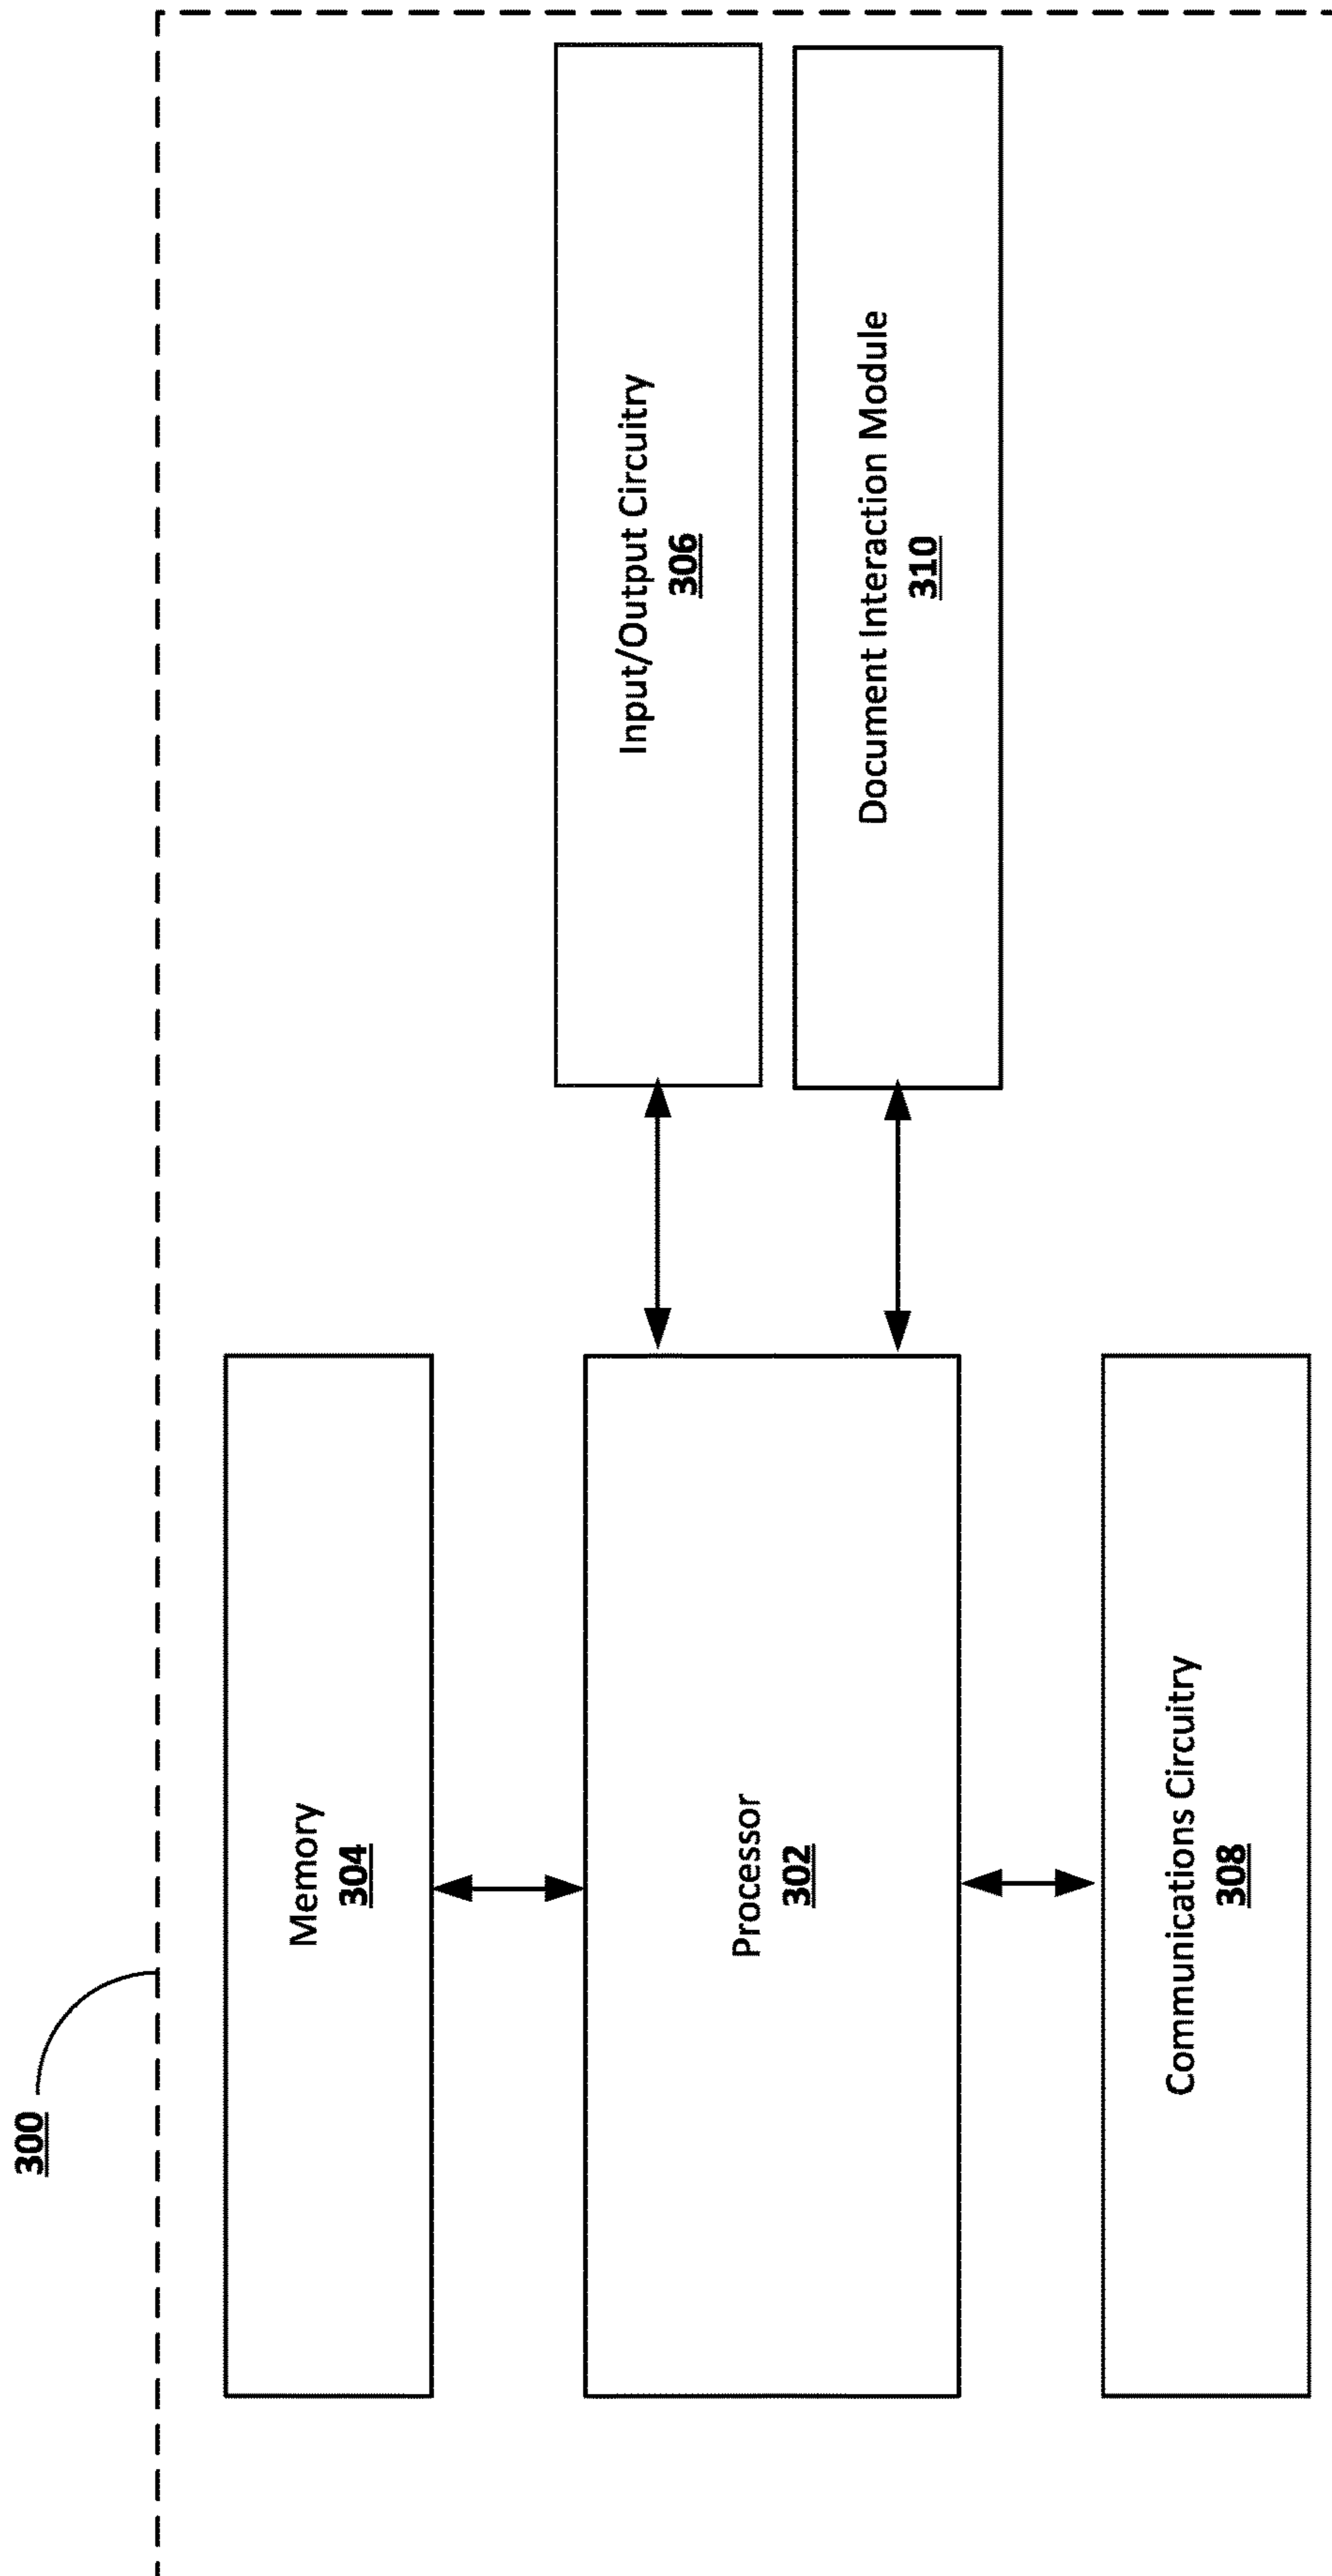 300
Memory
304
Processor
302
Communications Circuitry
308
Input/Output Circuitry
306
Document Interaction Module
310